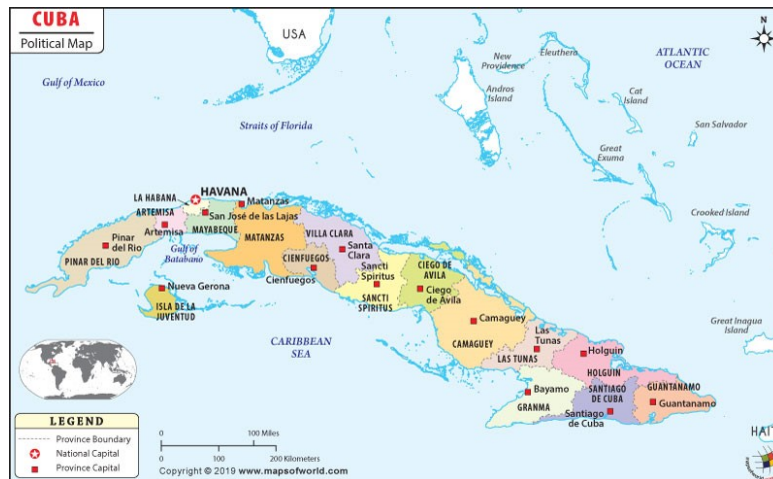 CUBA
Political Map
USA
Gulf of Mexico
Straits of Florida
ATLANTIC
OCEAN
New
Providence
Eleuthera
Andros
Island
Cat
Island
San Salvador
Great
Exuma
Crooked Island
Great Inagua
Island
HAVANA
LA HABANA
Matanzas
ARTEMISA
San José de las Lajas
Artemisa
MAYABEQUE
Pinar
del Rio
PINAR DEL RIO
Gulf of
Batabano
MATANZAS
VILLA CLARA
Santa
Clara
CIENFUEGOS
Cienfuegos
Nueva Gerona
ISLA DE LA
JUVENTUD
Sancti
Spiritus
SANCTI
SPIRITUS
CIEGO DE
AVILA
Ciego
de Avila
Camaguey
CAMAGUEY
Las
Tunas
LAS TUNAS
Holguin
HOLGUIN
Bayamo
GRANMA
SANTIAGO
DE CUBA
Santiago
de Cuba
GUANTANAMO
Guantanamo
CARIBBEAN
SEA
LEGEND
Province Boundary
National Capital
Province Capital
0 100 Miles
0 200 Kilometers
Copyright © 2019 www.mapsofworld.com
HAI